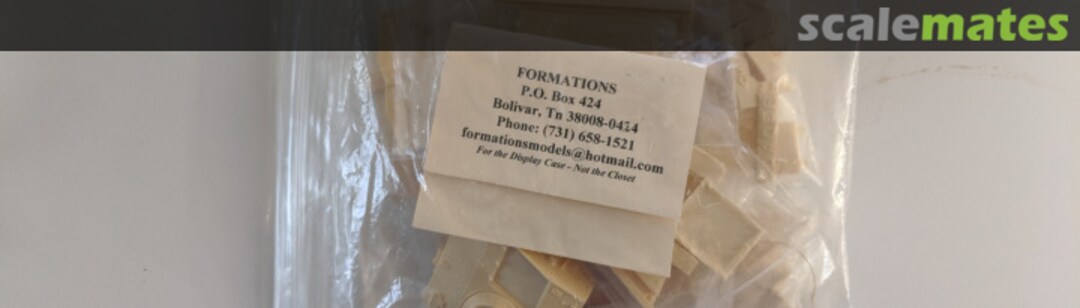 scalemates
FORMATIONS
P.O. Box 424
Bolivar, Tn 38008-0424
Phone: (731) 658-1521
formationsmodels@hotmail.com
For the Display Case - Not the Closet